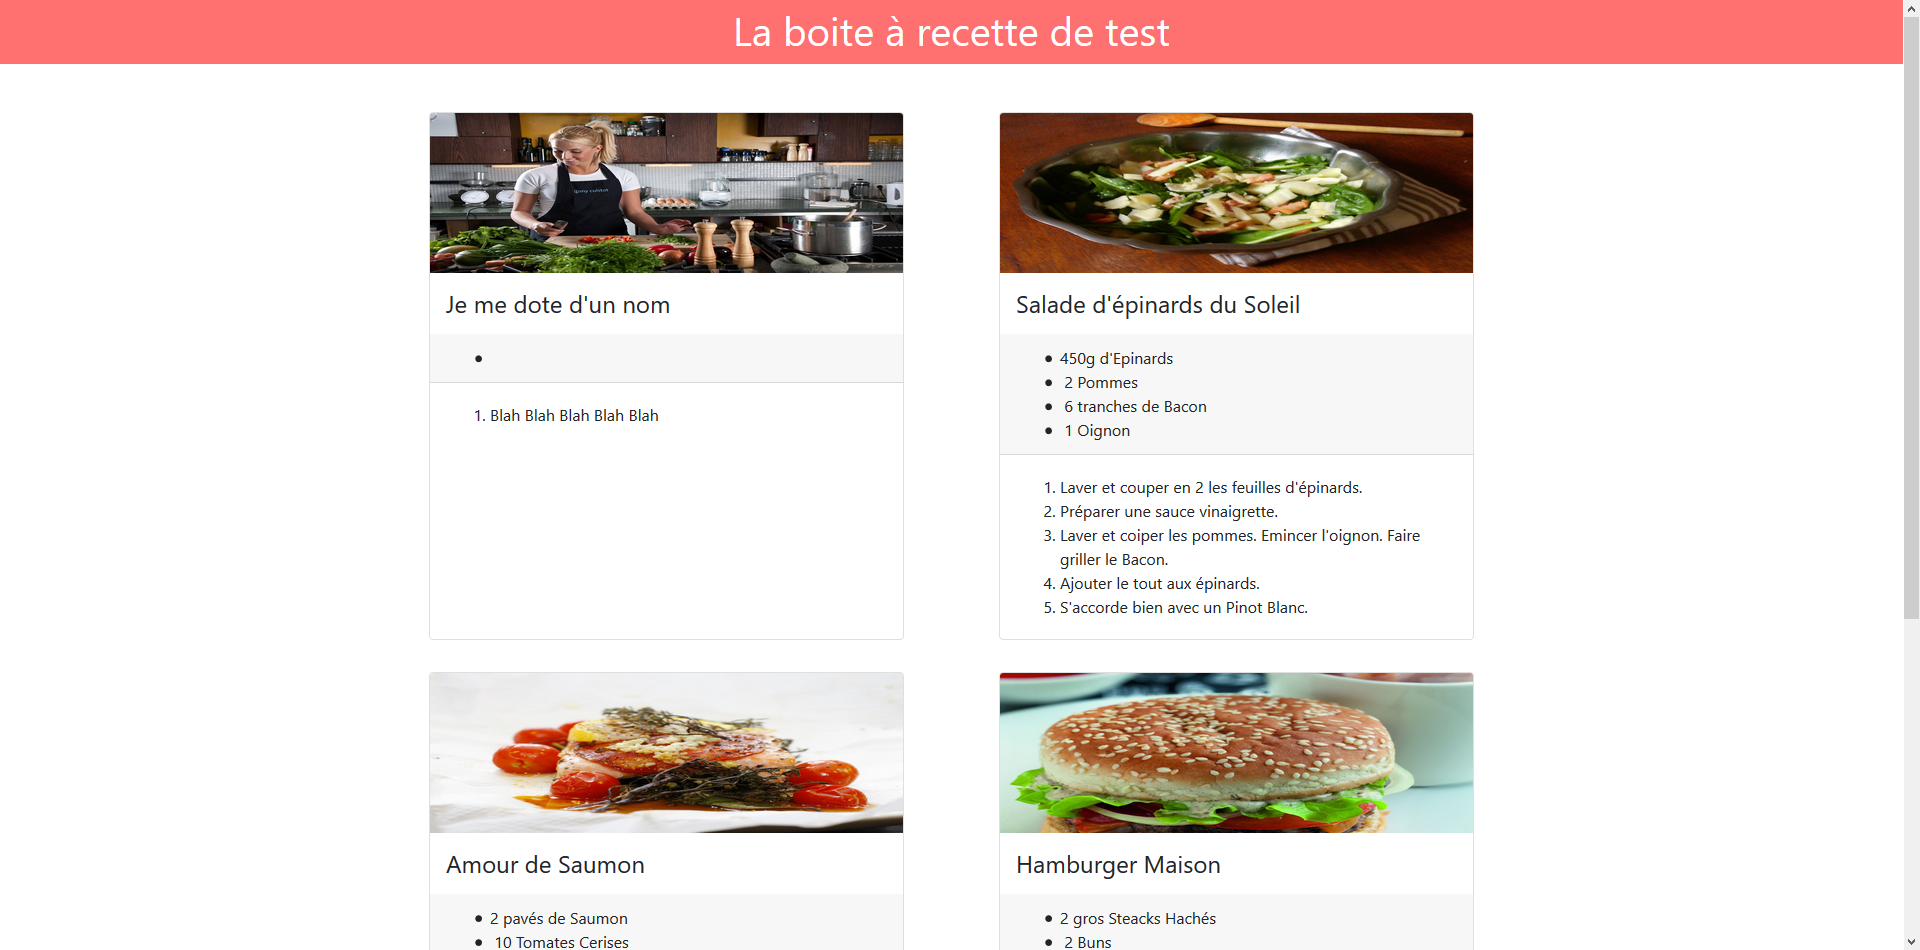 La boite à recette de test
Je me dote d'un nom
1. Blah Blah Blah Blah Blah
Salade d'épinards du Soleil
• 450g d'Epinards
• 2 Pommes
• 6 tranches de Bacon
• 1 Oignon
1. Laver et couper en 2 les feuilles d'épinards.
2. Préparer une sauce vinaigrette.
3. Laver et coiper les pommes. Emincer l'oignon. Faire
griller le Bacon.
4. Ajouter le tout aux épinards.
5. S'accorde bien avec un Pinot Blanc.
Amour de Saumon
• 2 pavés de Saumon
• 10 Tomates Cerises
Hamburger Maison
• 2 gros Steacks Hachés
• 2 Buns